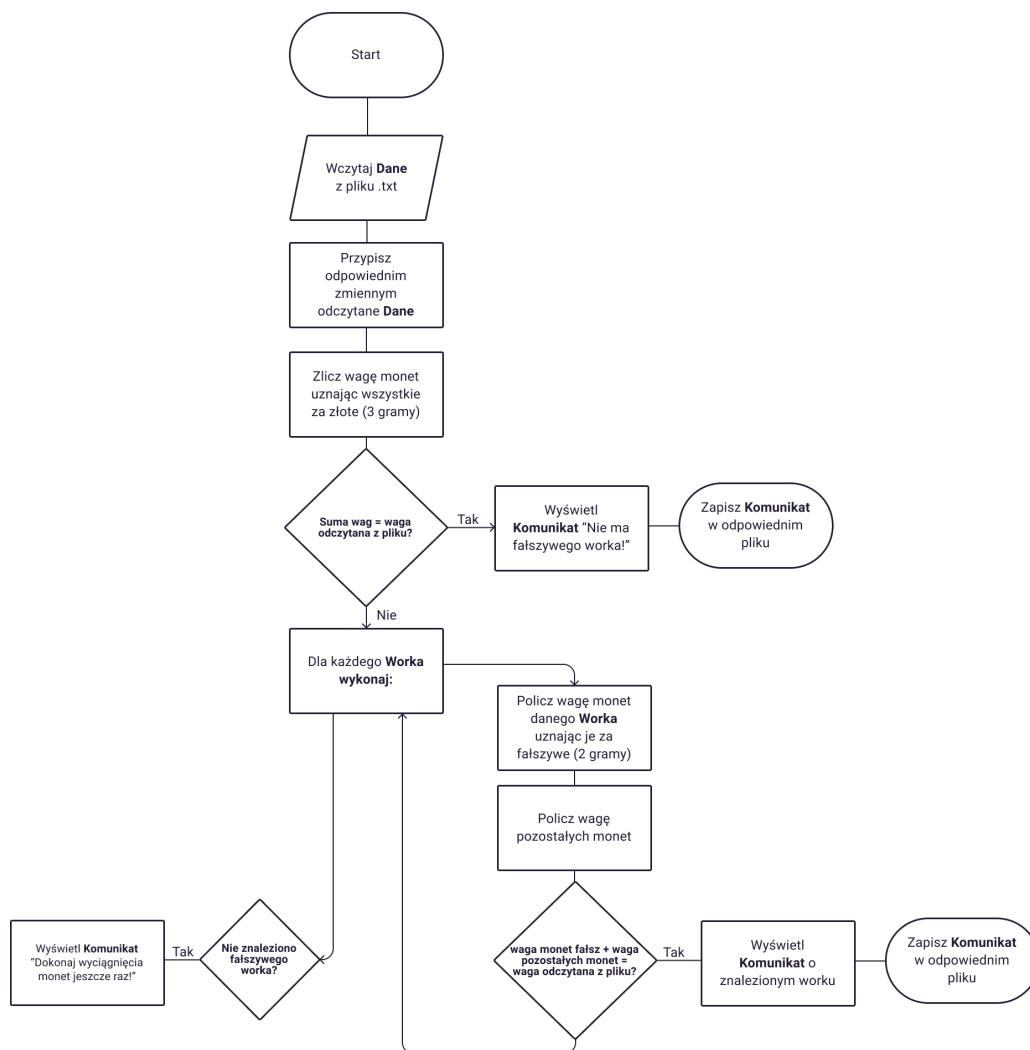 Start
Wczytaj Dane
z pliku .txt
Przypisz
odpowiednim
zmiennym
odczytane Dane
Zlicz wagę monet
uznając wszystkie
za złote (3 gramy)
Suma wag = waga
odczytana z pliku?
Tak
Wyświetl
Komunikat “Nie ma
fałszywego worka!”
Zapisz Komunikat
w odpowiednim
pliku
Nie
Dla każdego Worka
wykonaj:
Policz wagę monet
danego Worka
uznając je za
fałszywe (2 gramy)
Policz wagę
pozostałych monet
waga monet fałsz + waga
pozostałych monet =
waga odczytana z pliku?
Tak
Wyświetl
Komunikat o
znalezionym worku
Zapisz Komunikat
w odpowiednim
pliku
Nie znaleziono
fałszywego
worka?
Tak
Wyświetl Komunikat
“Dokonaj wyciągnięcia
monet jeszcze raz!”